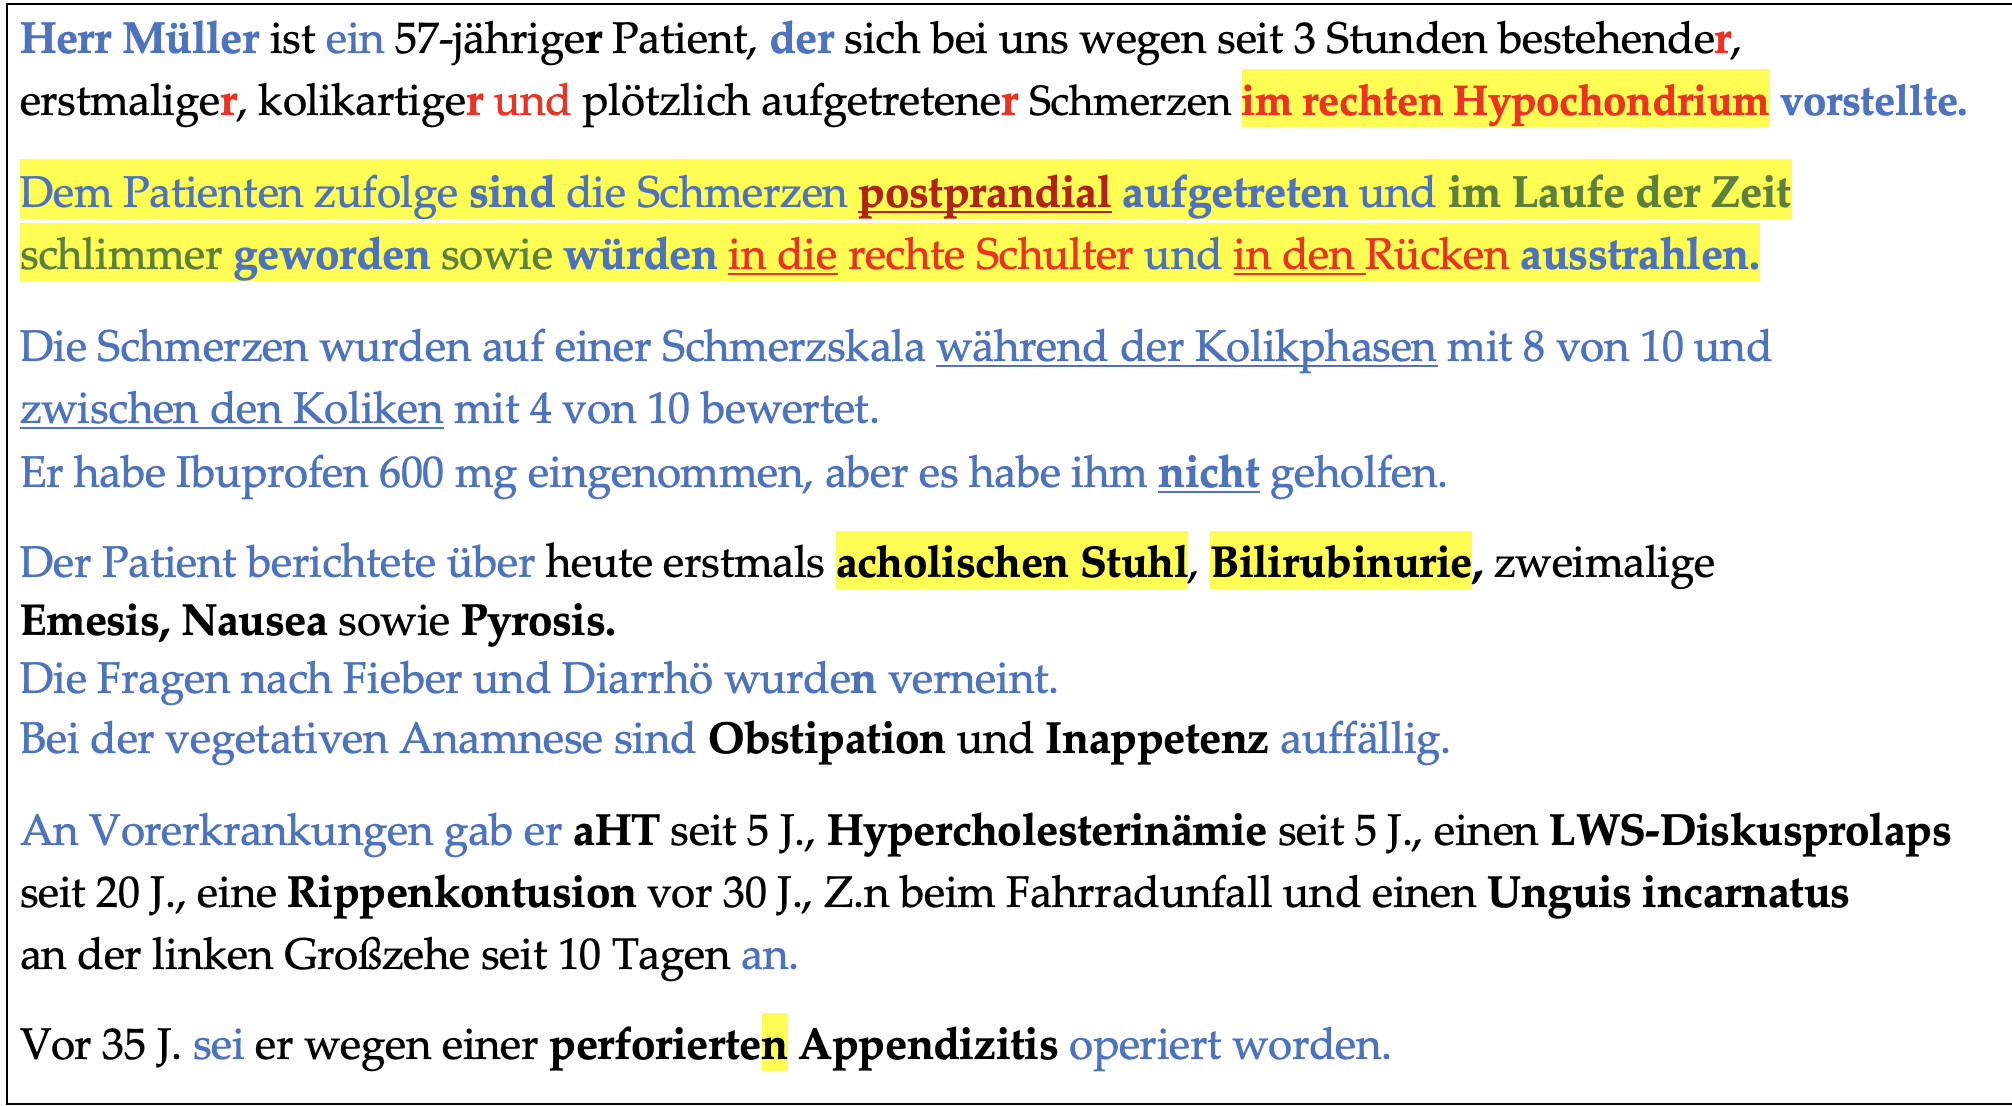 Herr Müller ist ein 57-jähriger Patient, der sich bei uns wegen seit 3 Stunden bestehender,
erstmaliger, kolikartiger und plötzlich aufgetretener Schmerzen im rechten Hypochondrium vorstellte.
Dem Patienten zufolge sind die Schmerzen postprandial aufgetreten und im Laufe der Zeit
schlimmer geworden sowie würden in die rechte Schulter und in den Rücken ausstrahlen.
Die Schmerzen wurden auf einer Schmerzskala während der Kolikphasen mit 8 von 10 und
zwischen den Koliken mit 4 von 10 bewertet.
Er habe Ibuprofen 600 mg eingenommen, aber es habe ihm nicht geholfen.
Der Patient berichtete über heute erstmals acholischen Stuhl, Bilirubinurie, zweimalige
Emesis, Nausea sowie Pyrosis.
Die Fragen nach Fieber und Diarrhö wurden verneint.
Bei der vegetativen Anamnese sind Obstipation und Inappetenz auffällig.
An Vorerkrankungen gab er aHT seit 5 J., Hypercholesterinämie seit 5 J., einen LWS-Diskusprolaps
seit 20 J., eine Rippenkontusion vor 30 J., Z.n beim Fahrradunfall und einen Unguis incarnatus
an der linken Großzehe seit 10 Tagen an.
Vor 35 J. sei er wegen einer perforierten Appendizitis operiert worden.